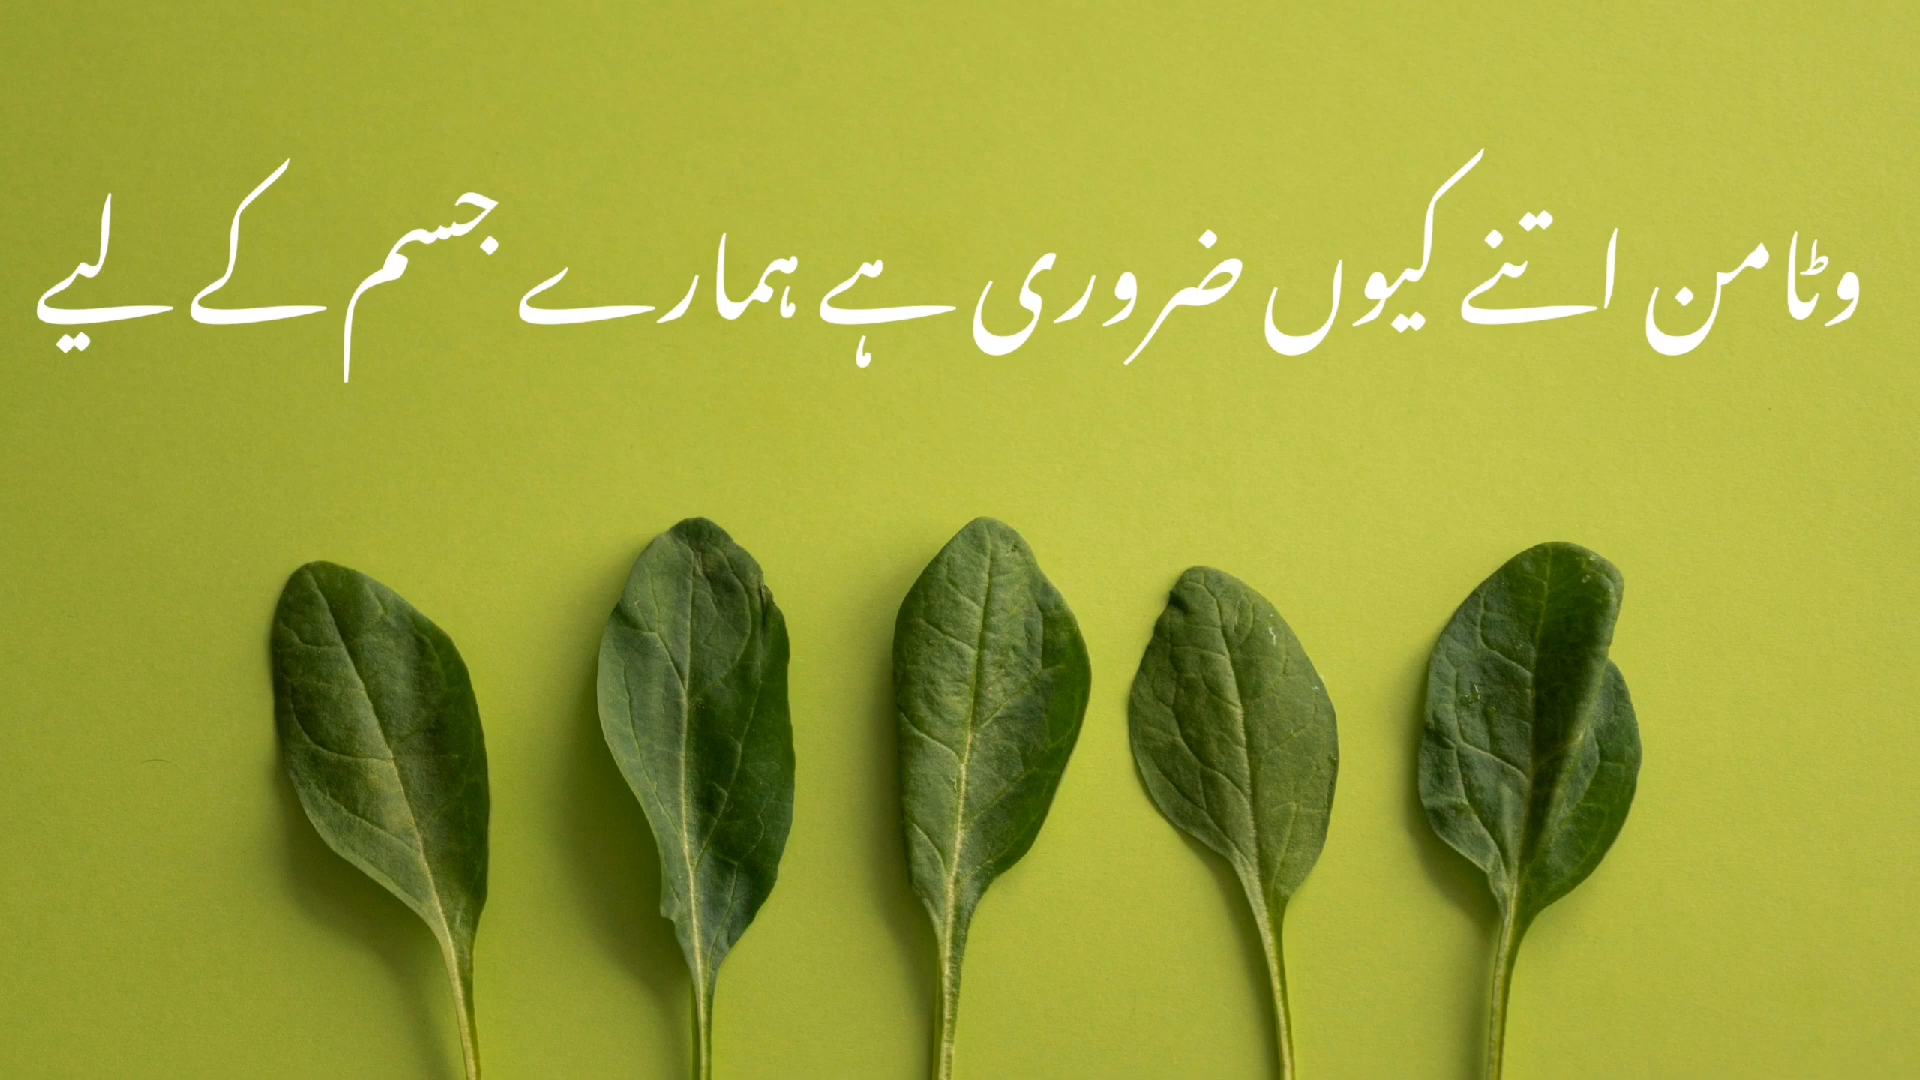 وٹامن اتنے کیوں ضروری ہے ہمارے جسم کے لیے